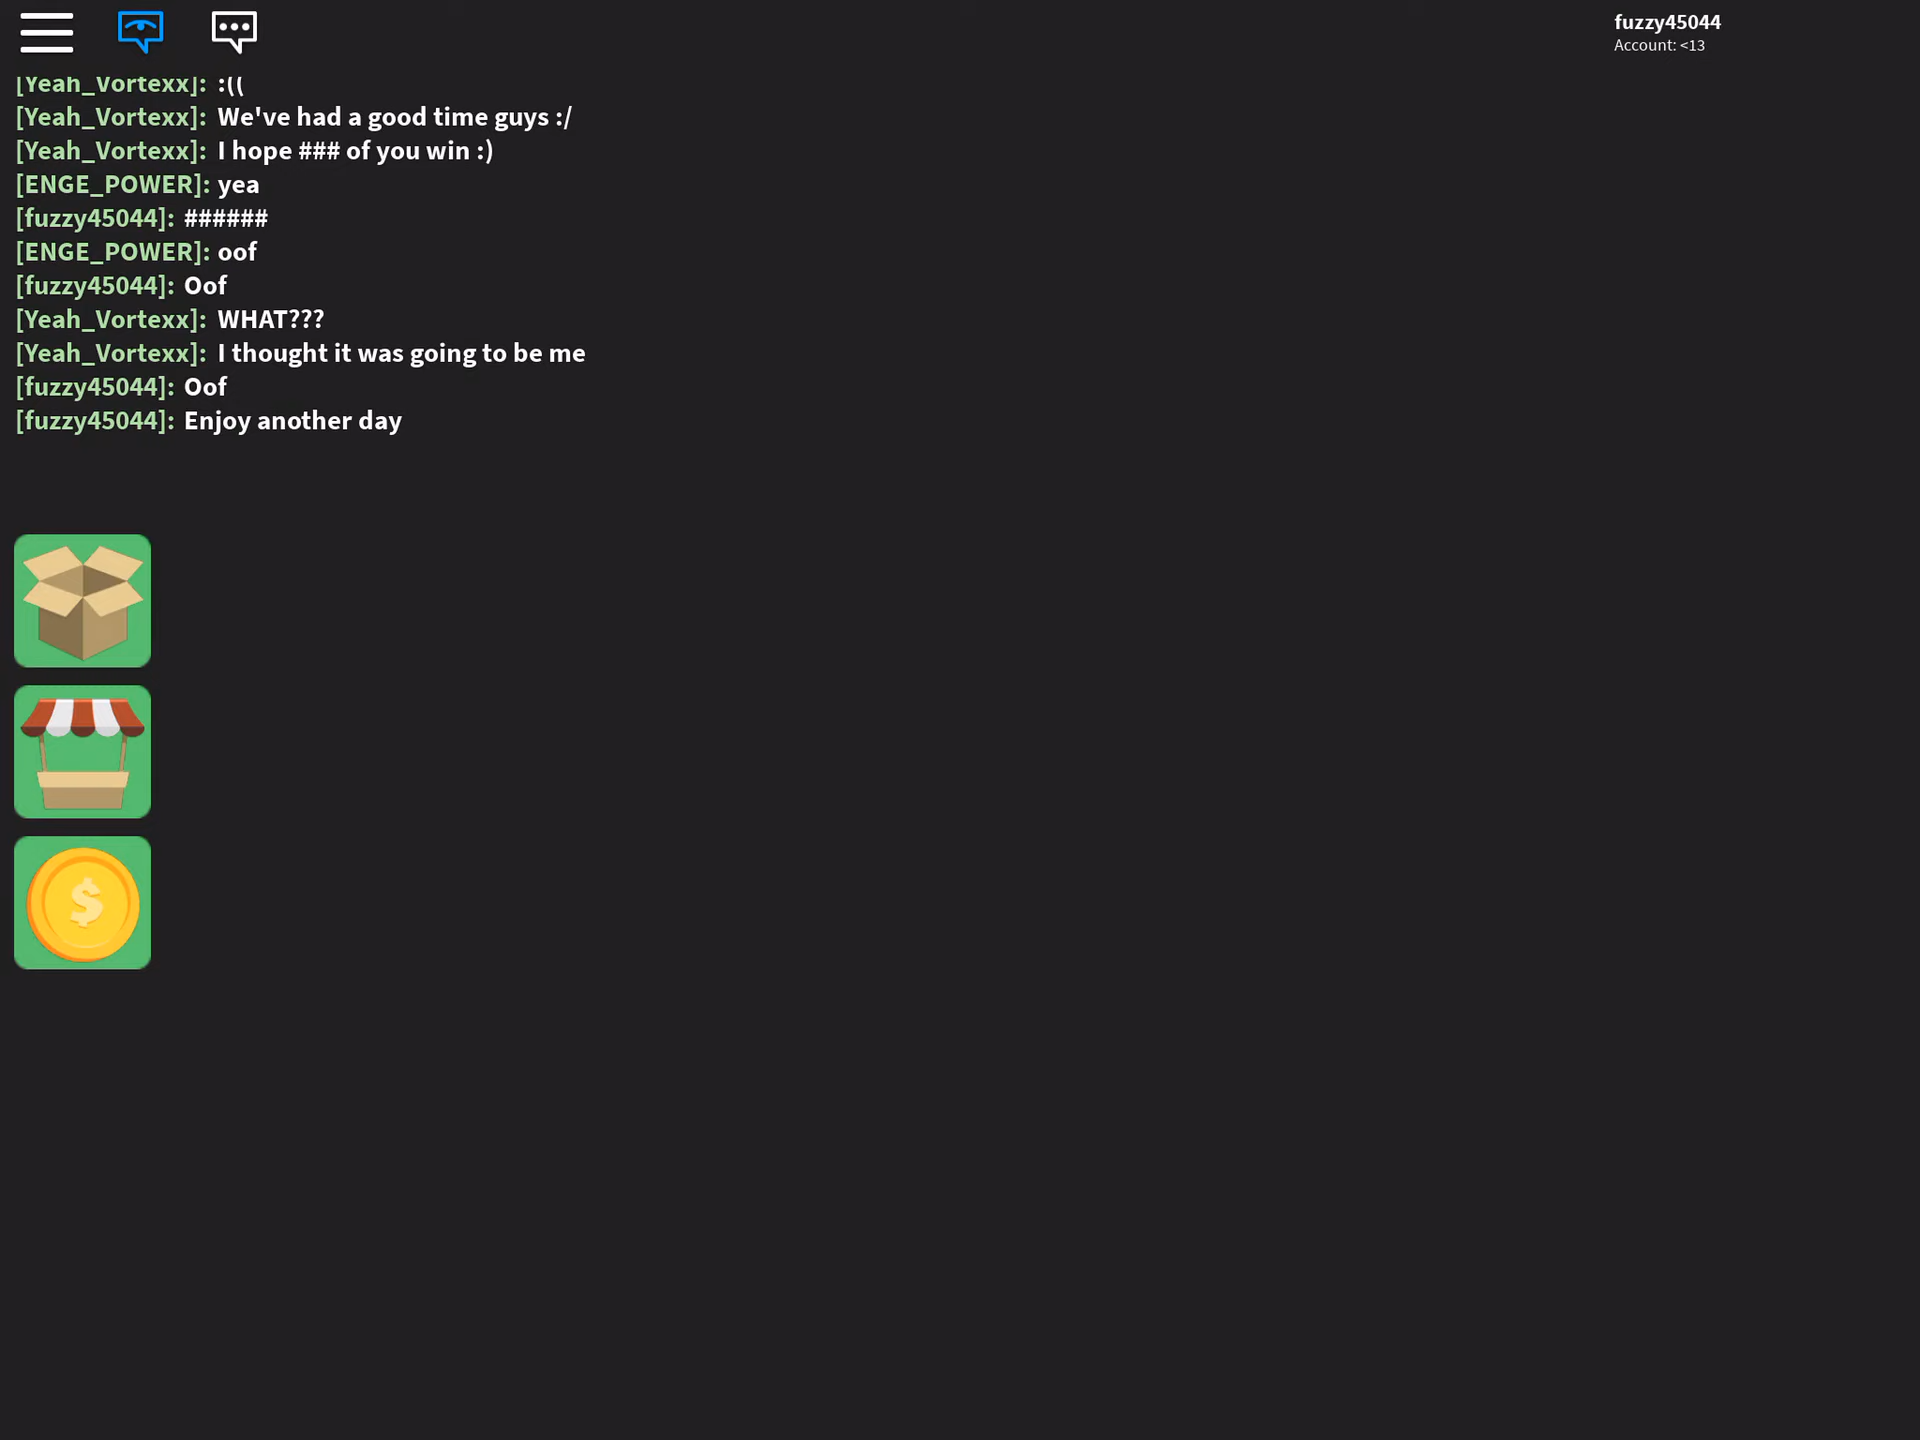 fuzzy45044
Account: <13
[Yeah_Vortexx]: :((
[Yeah_Vortexx]: We've had a good time guys :/
[Yeah_Vortexx]: I hope ### of you win :)
[ENGE_POWER]: yea
[fuzzy45044]: ######
[ENGE_POWER]: oof
[fuzzy45044]: Oof
[Yeah_Vortexx]: WHAT???
[Yeah_Vortexx]: I thought it was going to be me
[fuzzy45044]: Oof
[fuzzy45044]: Enjoy another day
$